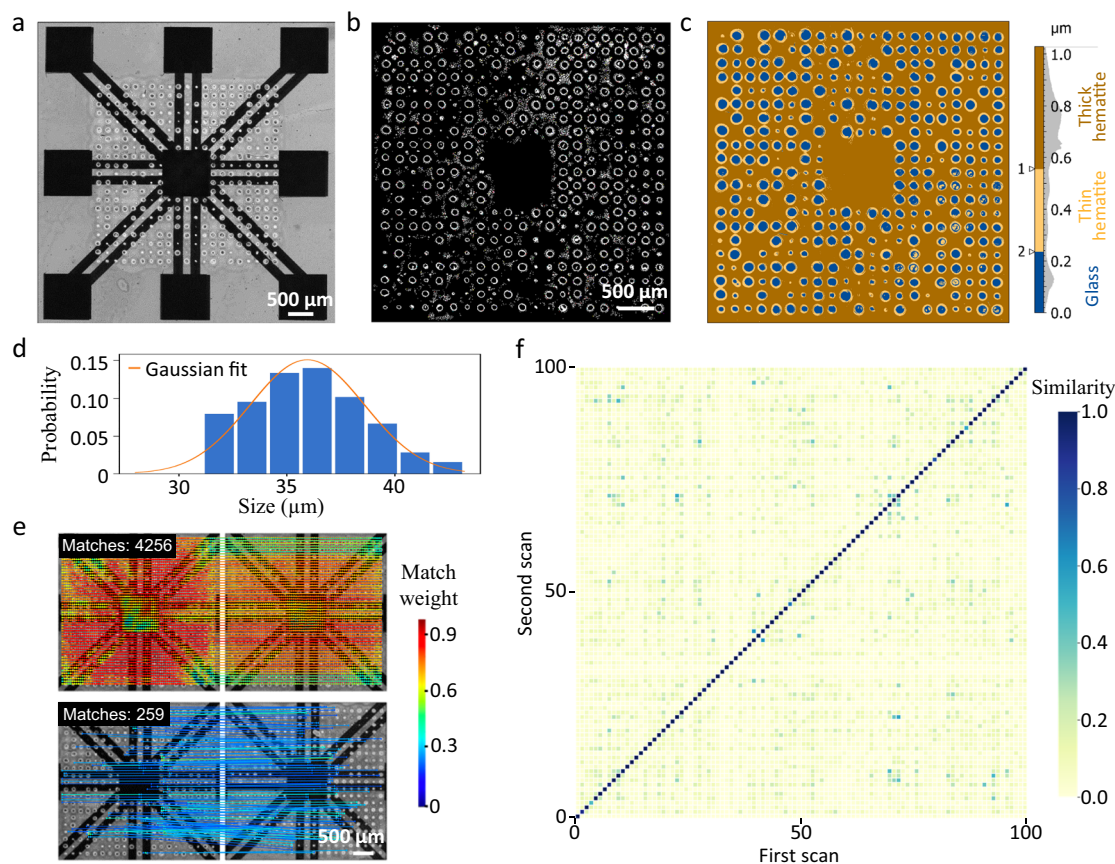 a
500 µm
b
500 µm
c
µm
1.0
0.8
0.6
1
0.4
2
0.2
0.0
Thick hematite
Thin hematite
Glass
d
Probability
0.15
0.10
0.05
0
Gaussian fit
30
35
40
Size (µm)
e
Matches: 4256
Matches: 259
500 µm
Match
weight
0.9
0.6
0.3
0
f
100
50
0
Second scan
0
50
100
First scan
Similarity
1.0
0.8
0.6
0.4
0.2
0.0